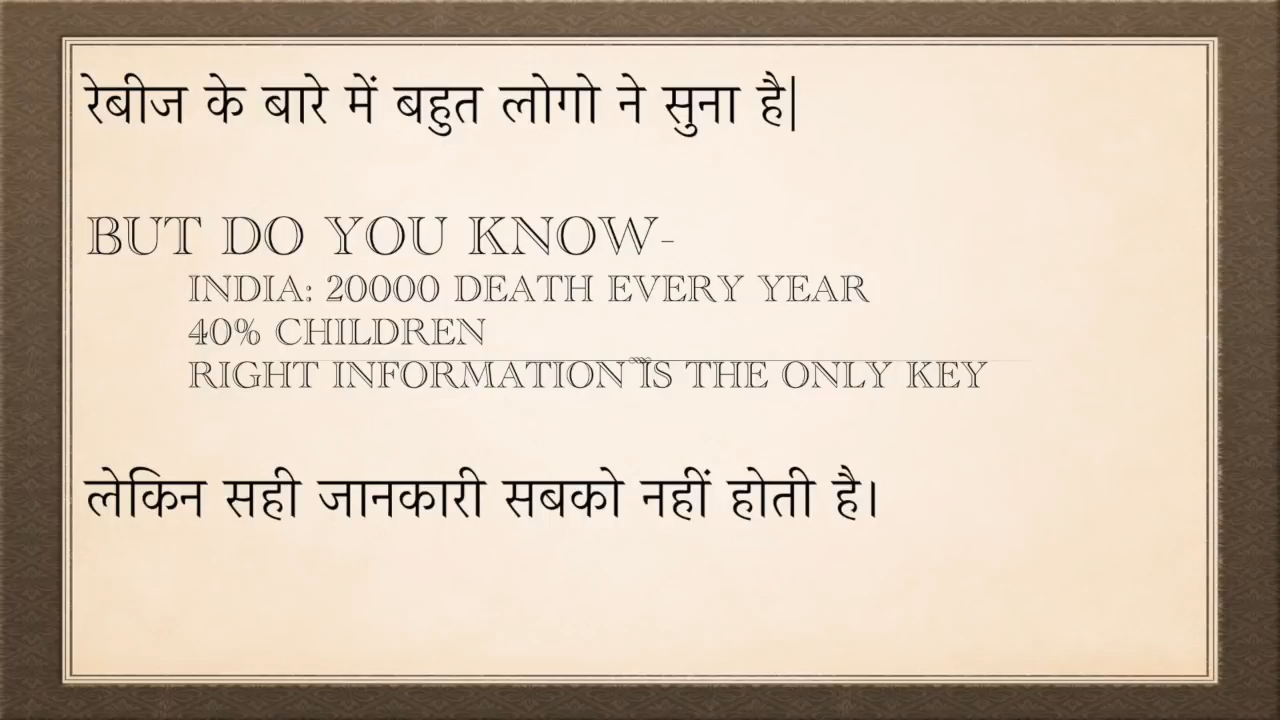 रेबीज के बारे में बहुत लोगो ने सुना है|
BUT DO YOU KNOW-
INDIA: 20000 DEATH EVERY YEAR
40% CHILDREN
RIGHT INFORMATION IS THE ONLY KEY
लेकिन सही जानकारी सबको नहीं होती है।